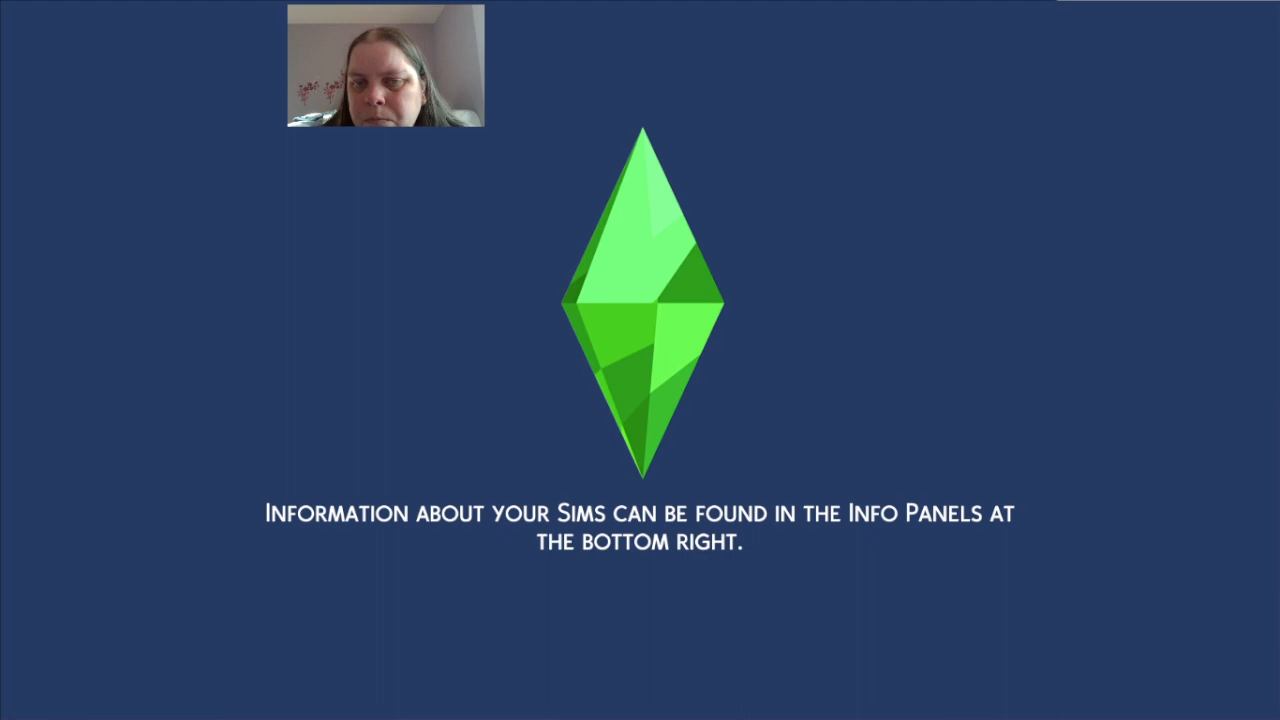 Information about your Sims can be found in the Info Panels at
the bottom right.